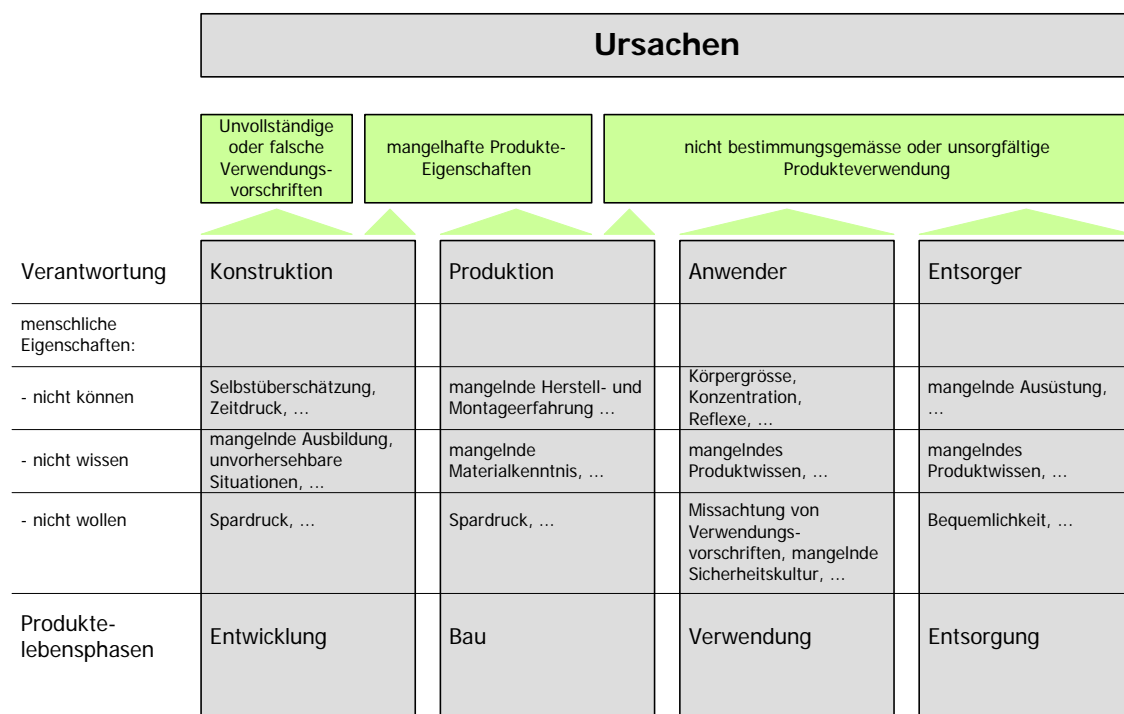 Ursachen
Unvollständige
oder falsche
Verwendungs-
vorschriften
mangelhafte Produkte-
Eigenschaften
nicht bestimmungsgemässe oder unsorgfältige
Produkteverwendung
Verantwortung
Konstruktion
Produktion
Anwender
Entsorger
menschliche
Eigenschaften:
- nicht können
Selbstüberschätzung,
Zeitdruck, ...
mangelnde Herstell- und
Montageerfahrung ...
Körpergrösse,
Konzentration,
Reflexe, ...
mangelnde Ausüstung,
...
- nicht wissen
mangelnde Ausbildung,
unvorhersehbare
Situationen, ...
mangelnde
Materialkenntnis, ...
mangelndes
Produktwissen, ...
mangelndes
Produktwissen, ...
- nicht wollen
Spardruck, ...
Spardruck, ...
Missachtung von
Verwendungs-
vorschriften, mangelnde
Sicherheitskultur, ...
Bequemlichkeit, ...
Produkte-
lebensphasen
Entwicklung
Bau
Verwendung
Entsorgung